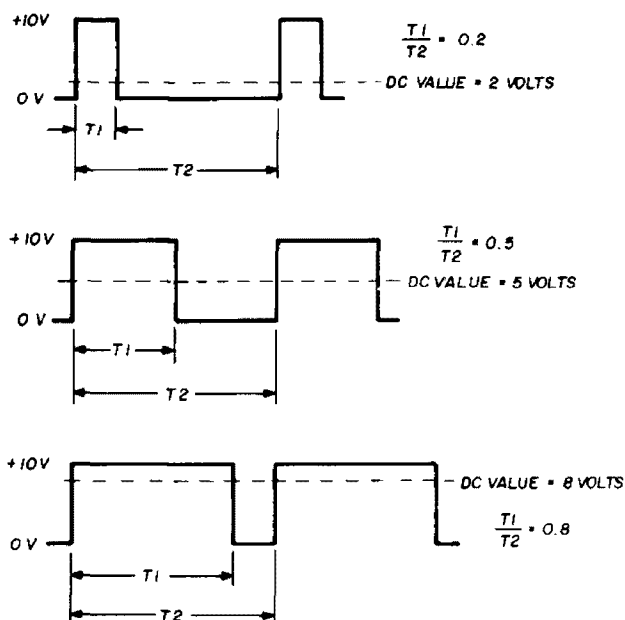 +10V
T1
T2 = 0.2
DC VALUE = 2 VOLTS
0 V
T1
T2
+10V
T1
T2 = 0.5
DC VALUE = 5 VOLTS
0 V
T1
T2
+10V
DC VALUE = 8 VOLTS
T1
T2 = 0.8
0 V
T1
T2